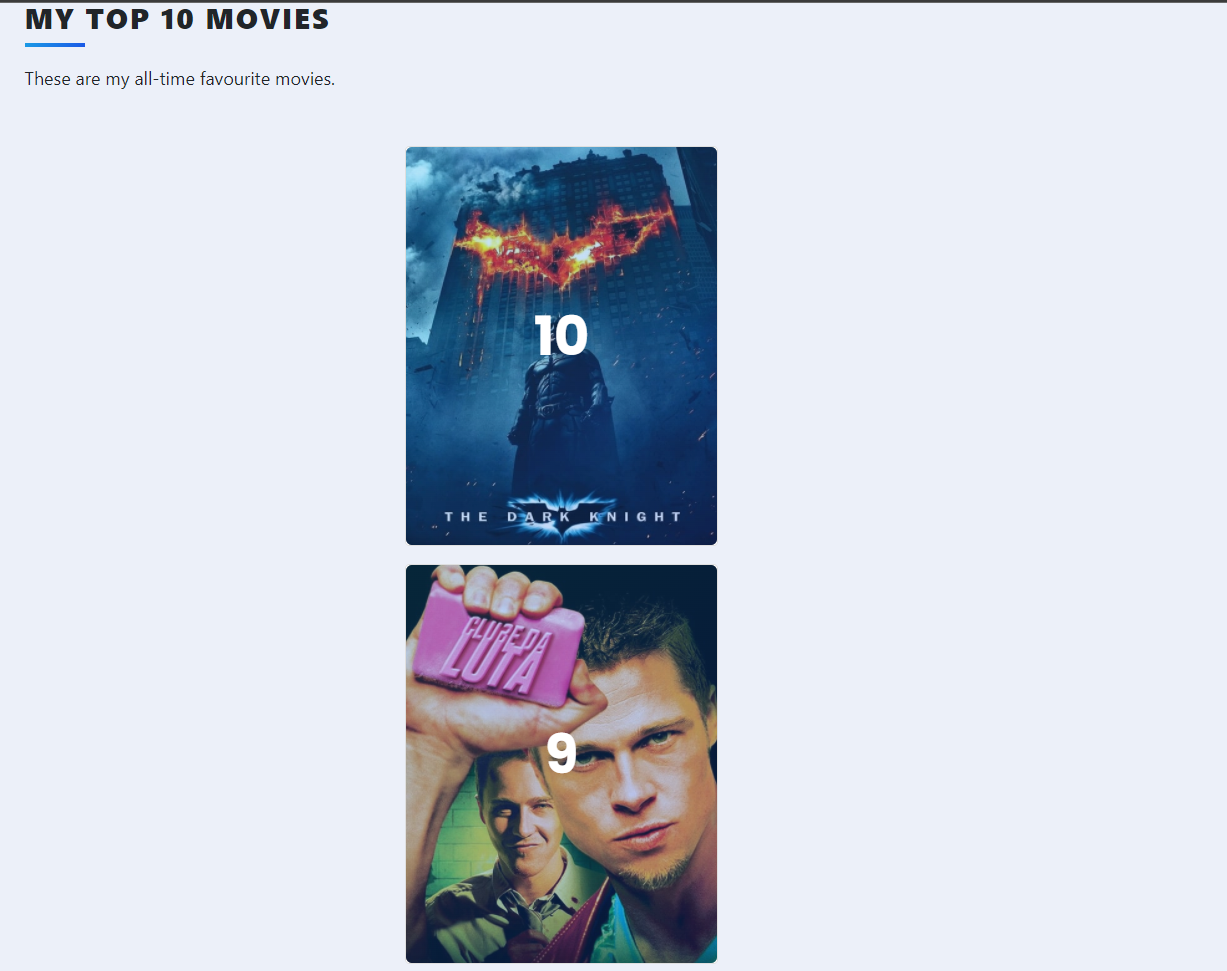 MY TOP 10 MOVIES
These are my all-time favourite movies.
10
THE DARK KNIGHT
CLUBE DA
LUTA
9